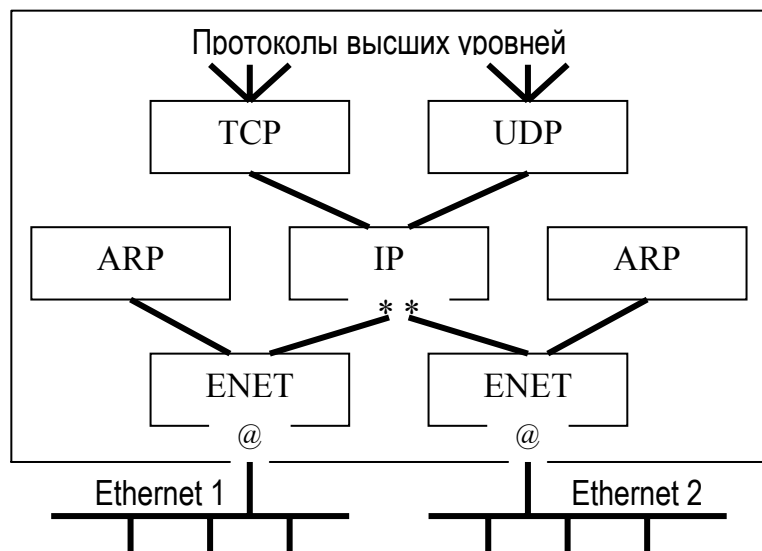 Протоколы высших уровней
TCP UDP
ARP IP ARP
* *
ENET ENET
@ @
Ethernet 1 Ethernet 2